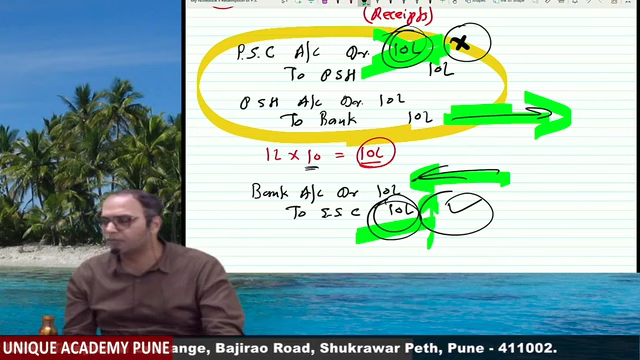 (Receipts)
P.S.C A/C Dr. 10L
To PSH 10L
PSH A/C Dr. 10L
To Bank 10L
12 × 10 = 10L
Bank A/C Dr 10L
To E.S.C 10L
UNIQUE ACADEMY PUNE
ange, Bajirao Road, Shukrawar Peth, Pune - 411002.